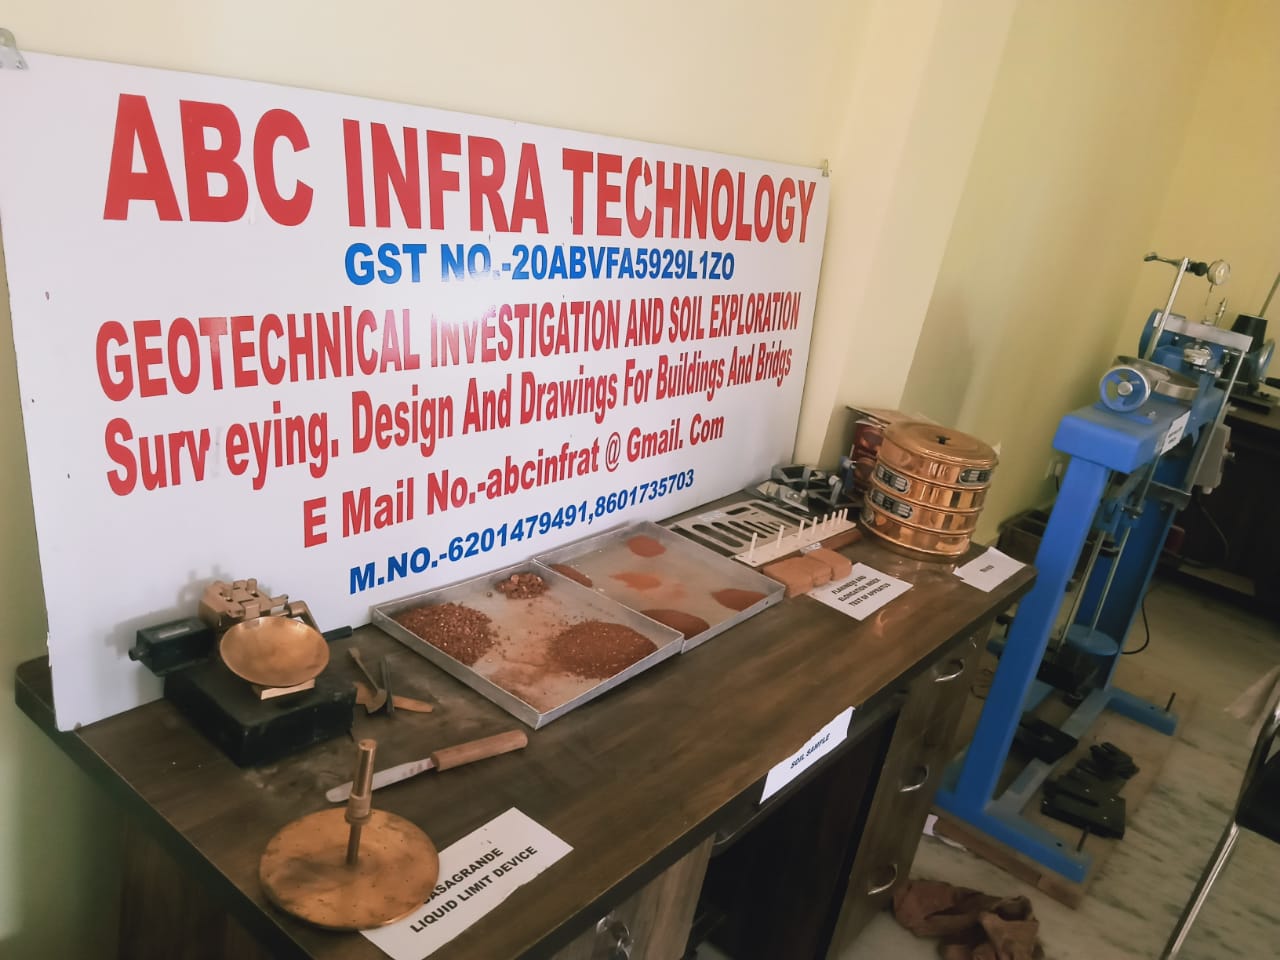 ABC INFRA TECHNOLOGY
GST NO.-20ABVFA5929L1ZO
GEOTECHNICAL INVESTIGATION AND SOIL EXPLORATION
Surveying. Design And Drawings For Buildings And Bridgs
E Mail No.-abcinfrat @ Gmail. Com
M.NO.-6201479491,8601735703
FLAKINESS AND
ELONGATION INDEX
TEST OF APPARATUS
SOIL SAMPLE
CASAGRANDE
LIQUID LIMIT DEVICE